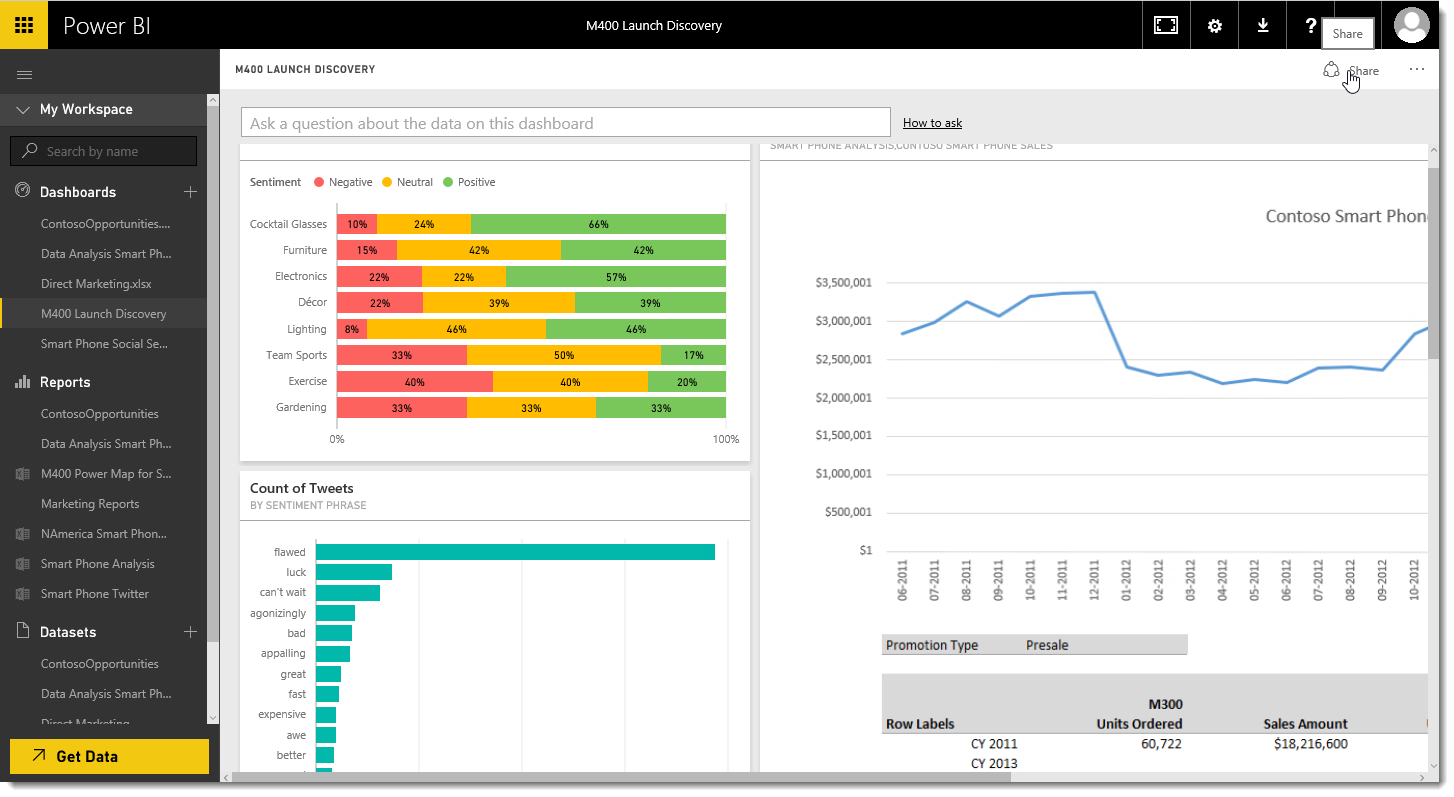 Power BI
M400 Launch Discovery
?
Share
M400 LAUNCH DISCOVERY
Share
...
My Workspace
Search by name
Dashboards
ContosoOpportunities....
Data Analysis Smart Ph...
Direct Marketing.xlsx
M400 Launch Discovery
Smart Phone Social Se...
Reports
ContosoOpportunities
Data Analysis Smart Ph...
M400 Power Map for S...
Marketing Reports
NAmerica Smart Phon...
Smart Phone Analysis
Smart Phone Twitter
Datasets
ContosoOpportunities
Data Analysis Smart Ph...
Direct Marketing
Get Data
Ask a question about the data on this dashboard
How to ask
Sentiment Negative Neutral Positive
Cocktail Glasses 10% 24% 66%
Furniture 15% 42% 42%
Electronics 22% 22% 57%
Décor 22% 39% 39%
Lighting 8% 46% 46%
Team Sports 33% 50% 17%
Exercise 40% 40% 20%
Gardening 33% 33% 33%
0% 100%
Count of Tweets
BY SENTIMENT PHRASE
flawed
luck
can't wait
agonizingly
bad
appalling
great
fast
expensive
awe
better
SMART PHONE ANALYSIS,CONTOSO SMART PHONE SALES
Contoso Smart Phon
$3,500,001
$3,000,001
$2,500,001
$2,000,001
$1,500,001
$1,000,001
$500,001
$1
06-2011 07-2011 08-2011 09-2011 10-2011 11-2011 12-2011 01-2012 02-2012 03-2012 04-2012 05-2012 06-2012 07-2012 08-2012 09-2012 10-2012
Promotion Type Presale
M300
Row Labels Units Ordered Sales Amount
CY 2011 60,722 $18,216,600
CY 2013